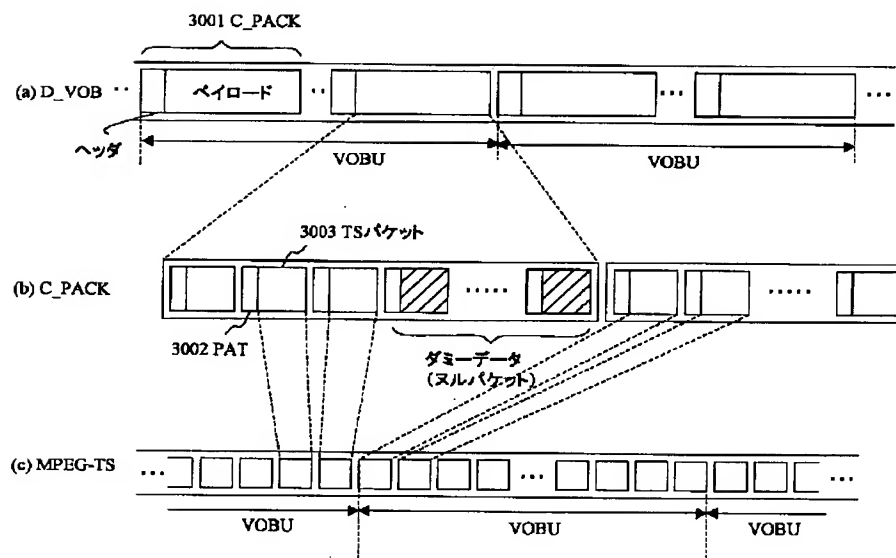 3001 C_PACK
(a) D_VOB
ペイロード
ヘッダ
VOBU
VOBU
3003 TSパケット
(b) C_PACK
3002 PAT
ダミーデータ
(ヌルパケット)
(c) MPEG-TS
VOBU
VOBU
VOBU